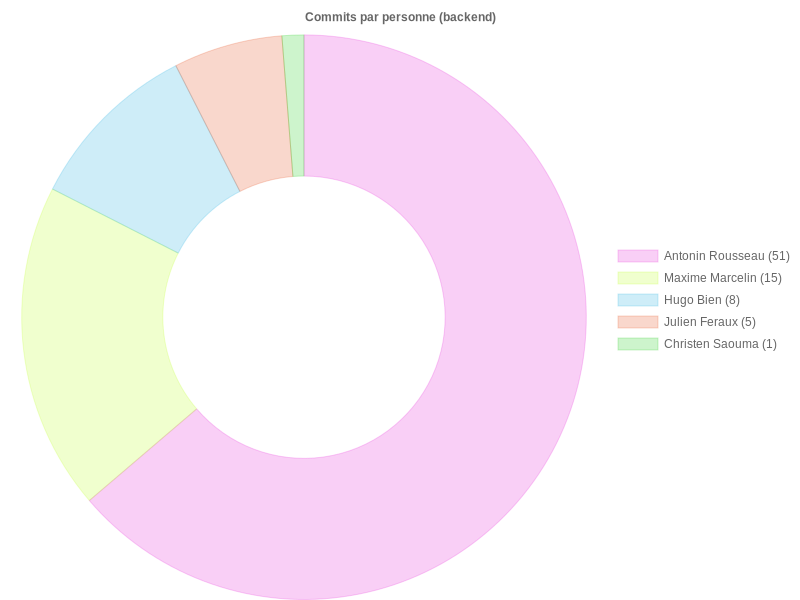 Commits par personne (backend)
Antonin Rousseau (51)
Maxime Marcelin (15)
Hugo Bien (8)
Julien Feraux (5)
Christen Saouma (1)